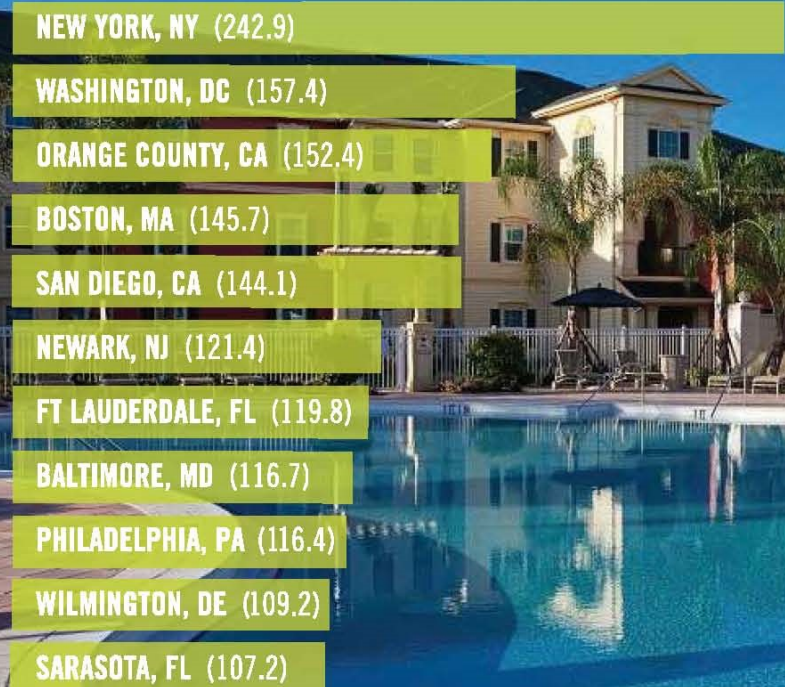 NEW YORK, NY (242.9)
WASHINGTON, DC (157.4)
ORANGE COUNTY, CA (152.4)
BOSTON, MA (145.7)
SAN DIEGO, CA (144.1)
NEWARK, NJ (121.4)
FT LAUDERDALE, FL (119.8)
BALTIMORE, MD (116.7)
PHILADELPHIA, PA (116.4)
WILMINGTON, DE (109.2)
SARASOTA, FL (107.2)